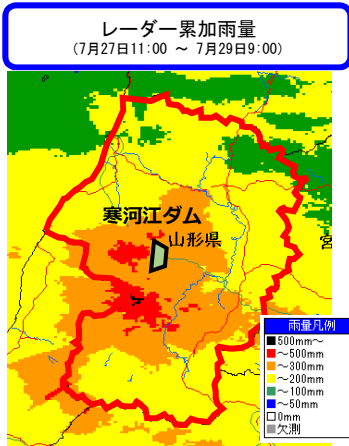 レーダー累加雨量
(7月27日11:00 ～ 7月29日9:00)
寒河江ダム
山形県
宮
雨量凡例
500mm～
～500mm
～300mm
～200mm
～100mm
～50mm
0mm
欠測